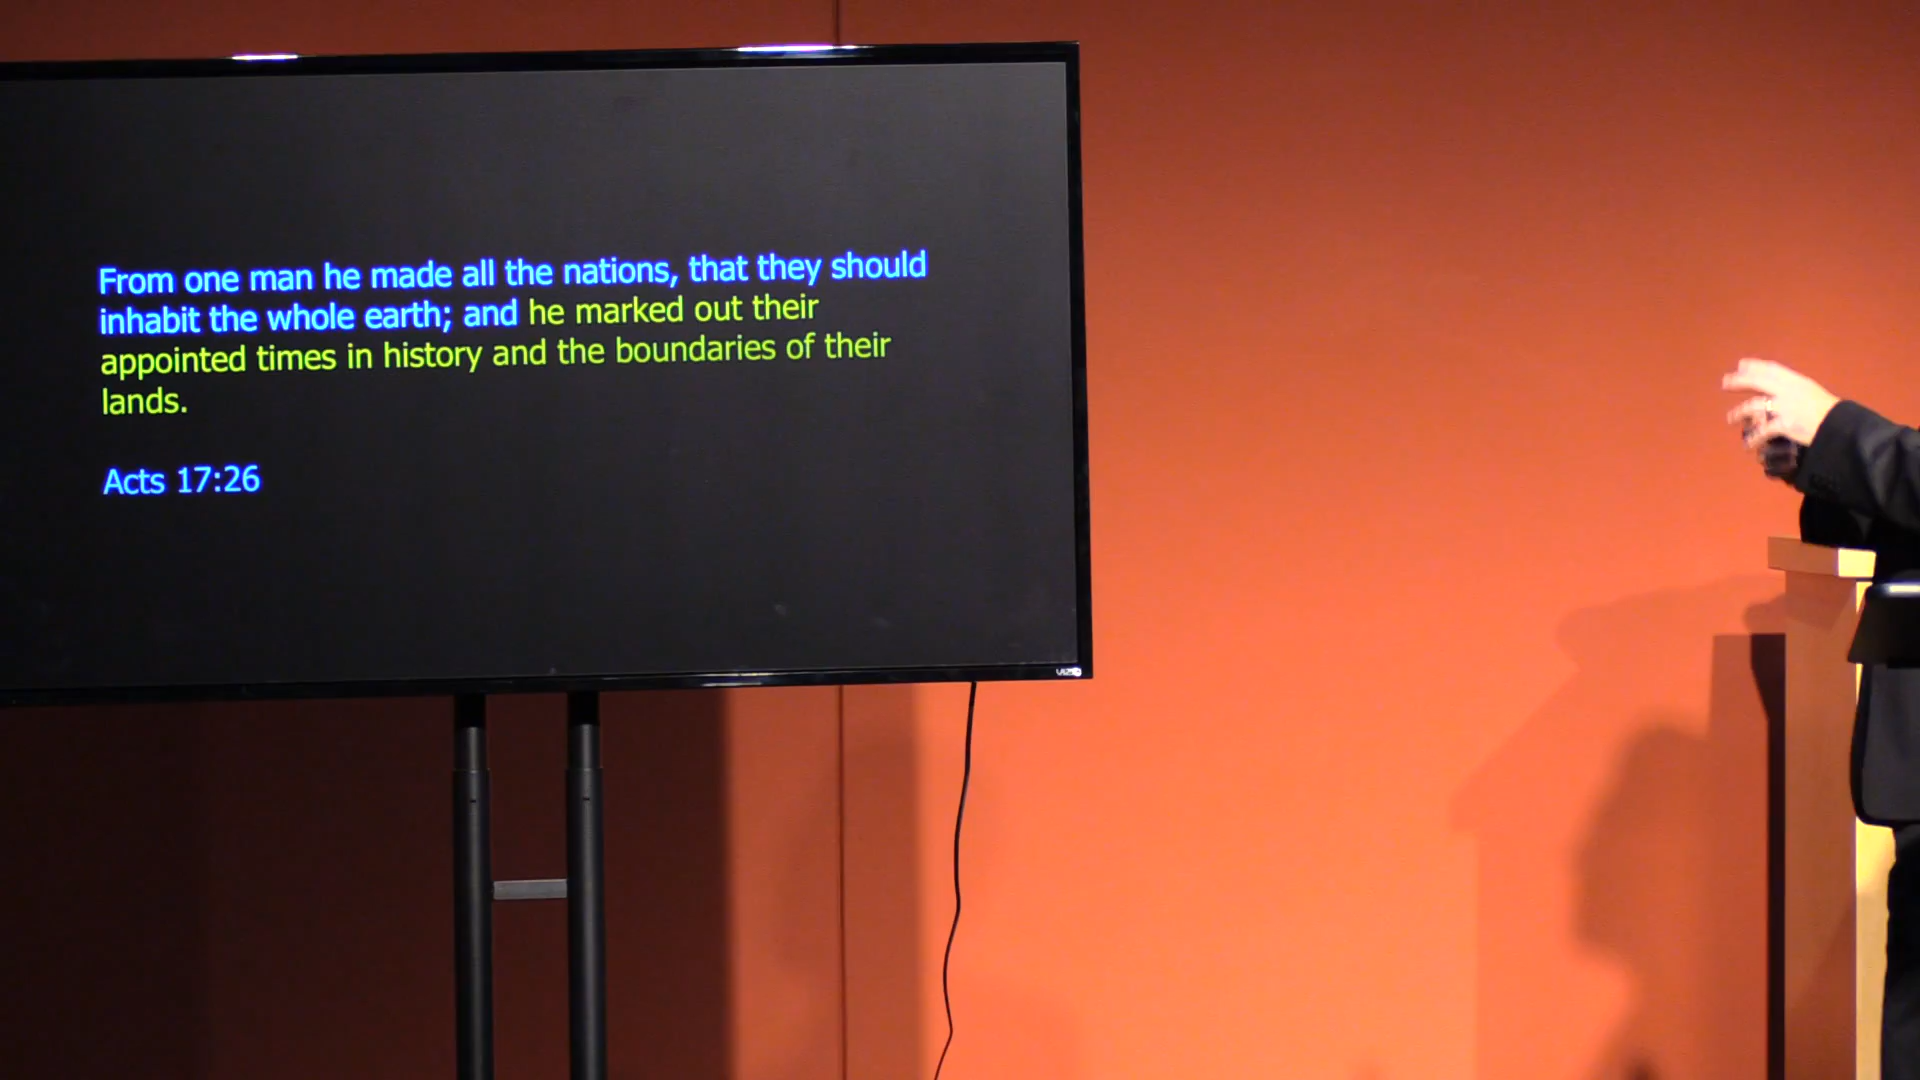 From one man he made all the nations, that they should
inhabit the whole earth; and he marked out their
appointed times in history and the boundaries of their
lands.
Acts 17:26
VIZIO